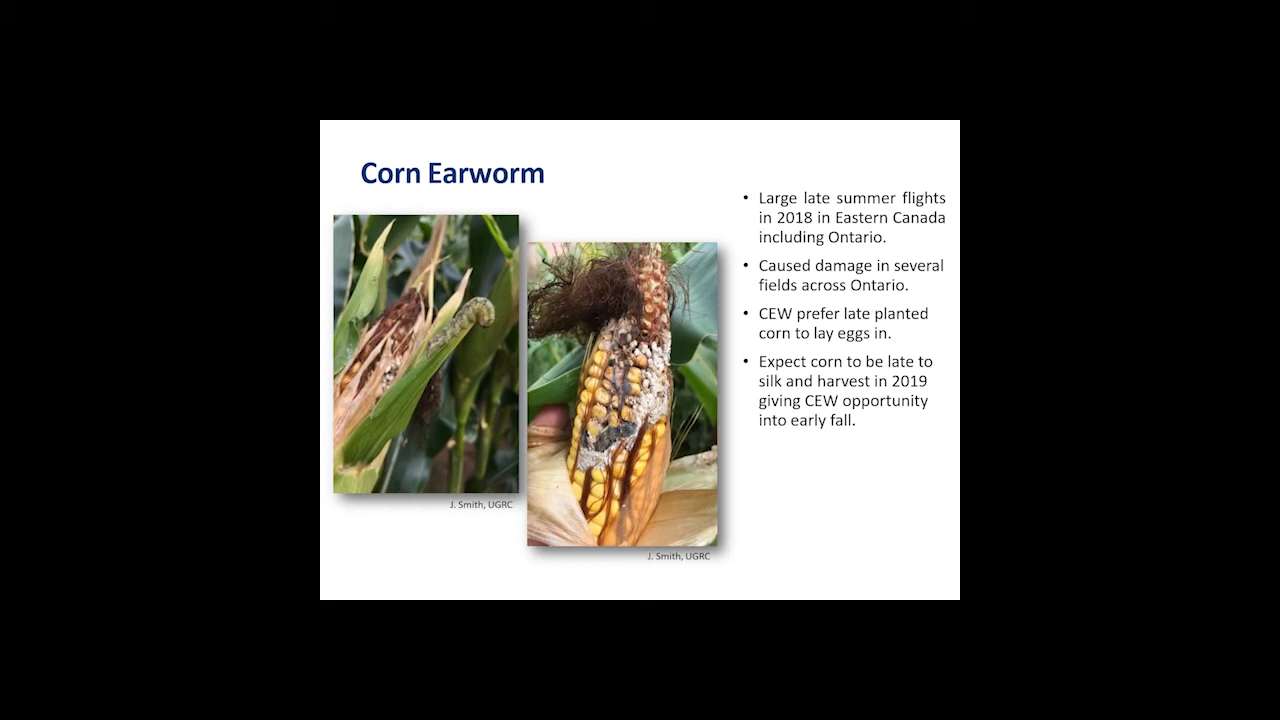 Corn Earworm
• Large late summer flights
in 2018 in Eastern Canada
including Ontario.
• Caused damage in several
fields across Ontario.
• CEW prefer late planted
corn to lay eggs in.
• Expect corn to be late to
silk and harvest in 2019
giving CEW opportunity
into early fall.
J. Smith, UGRC
J. Smith, UGRC